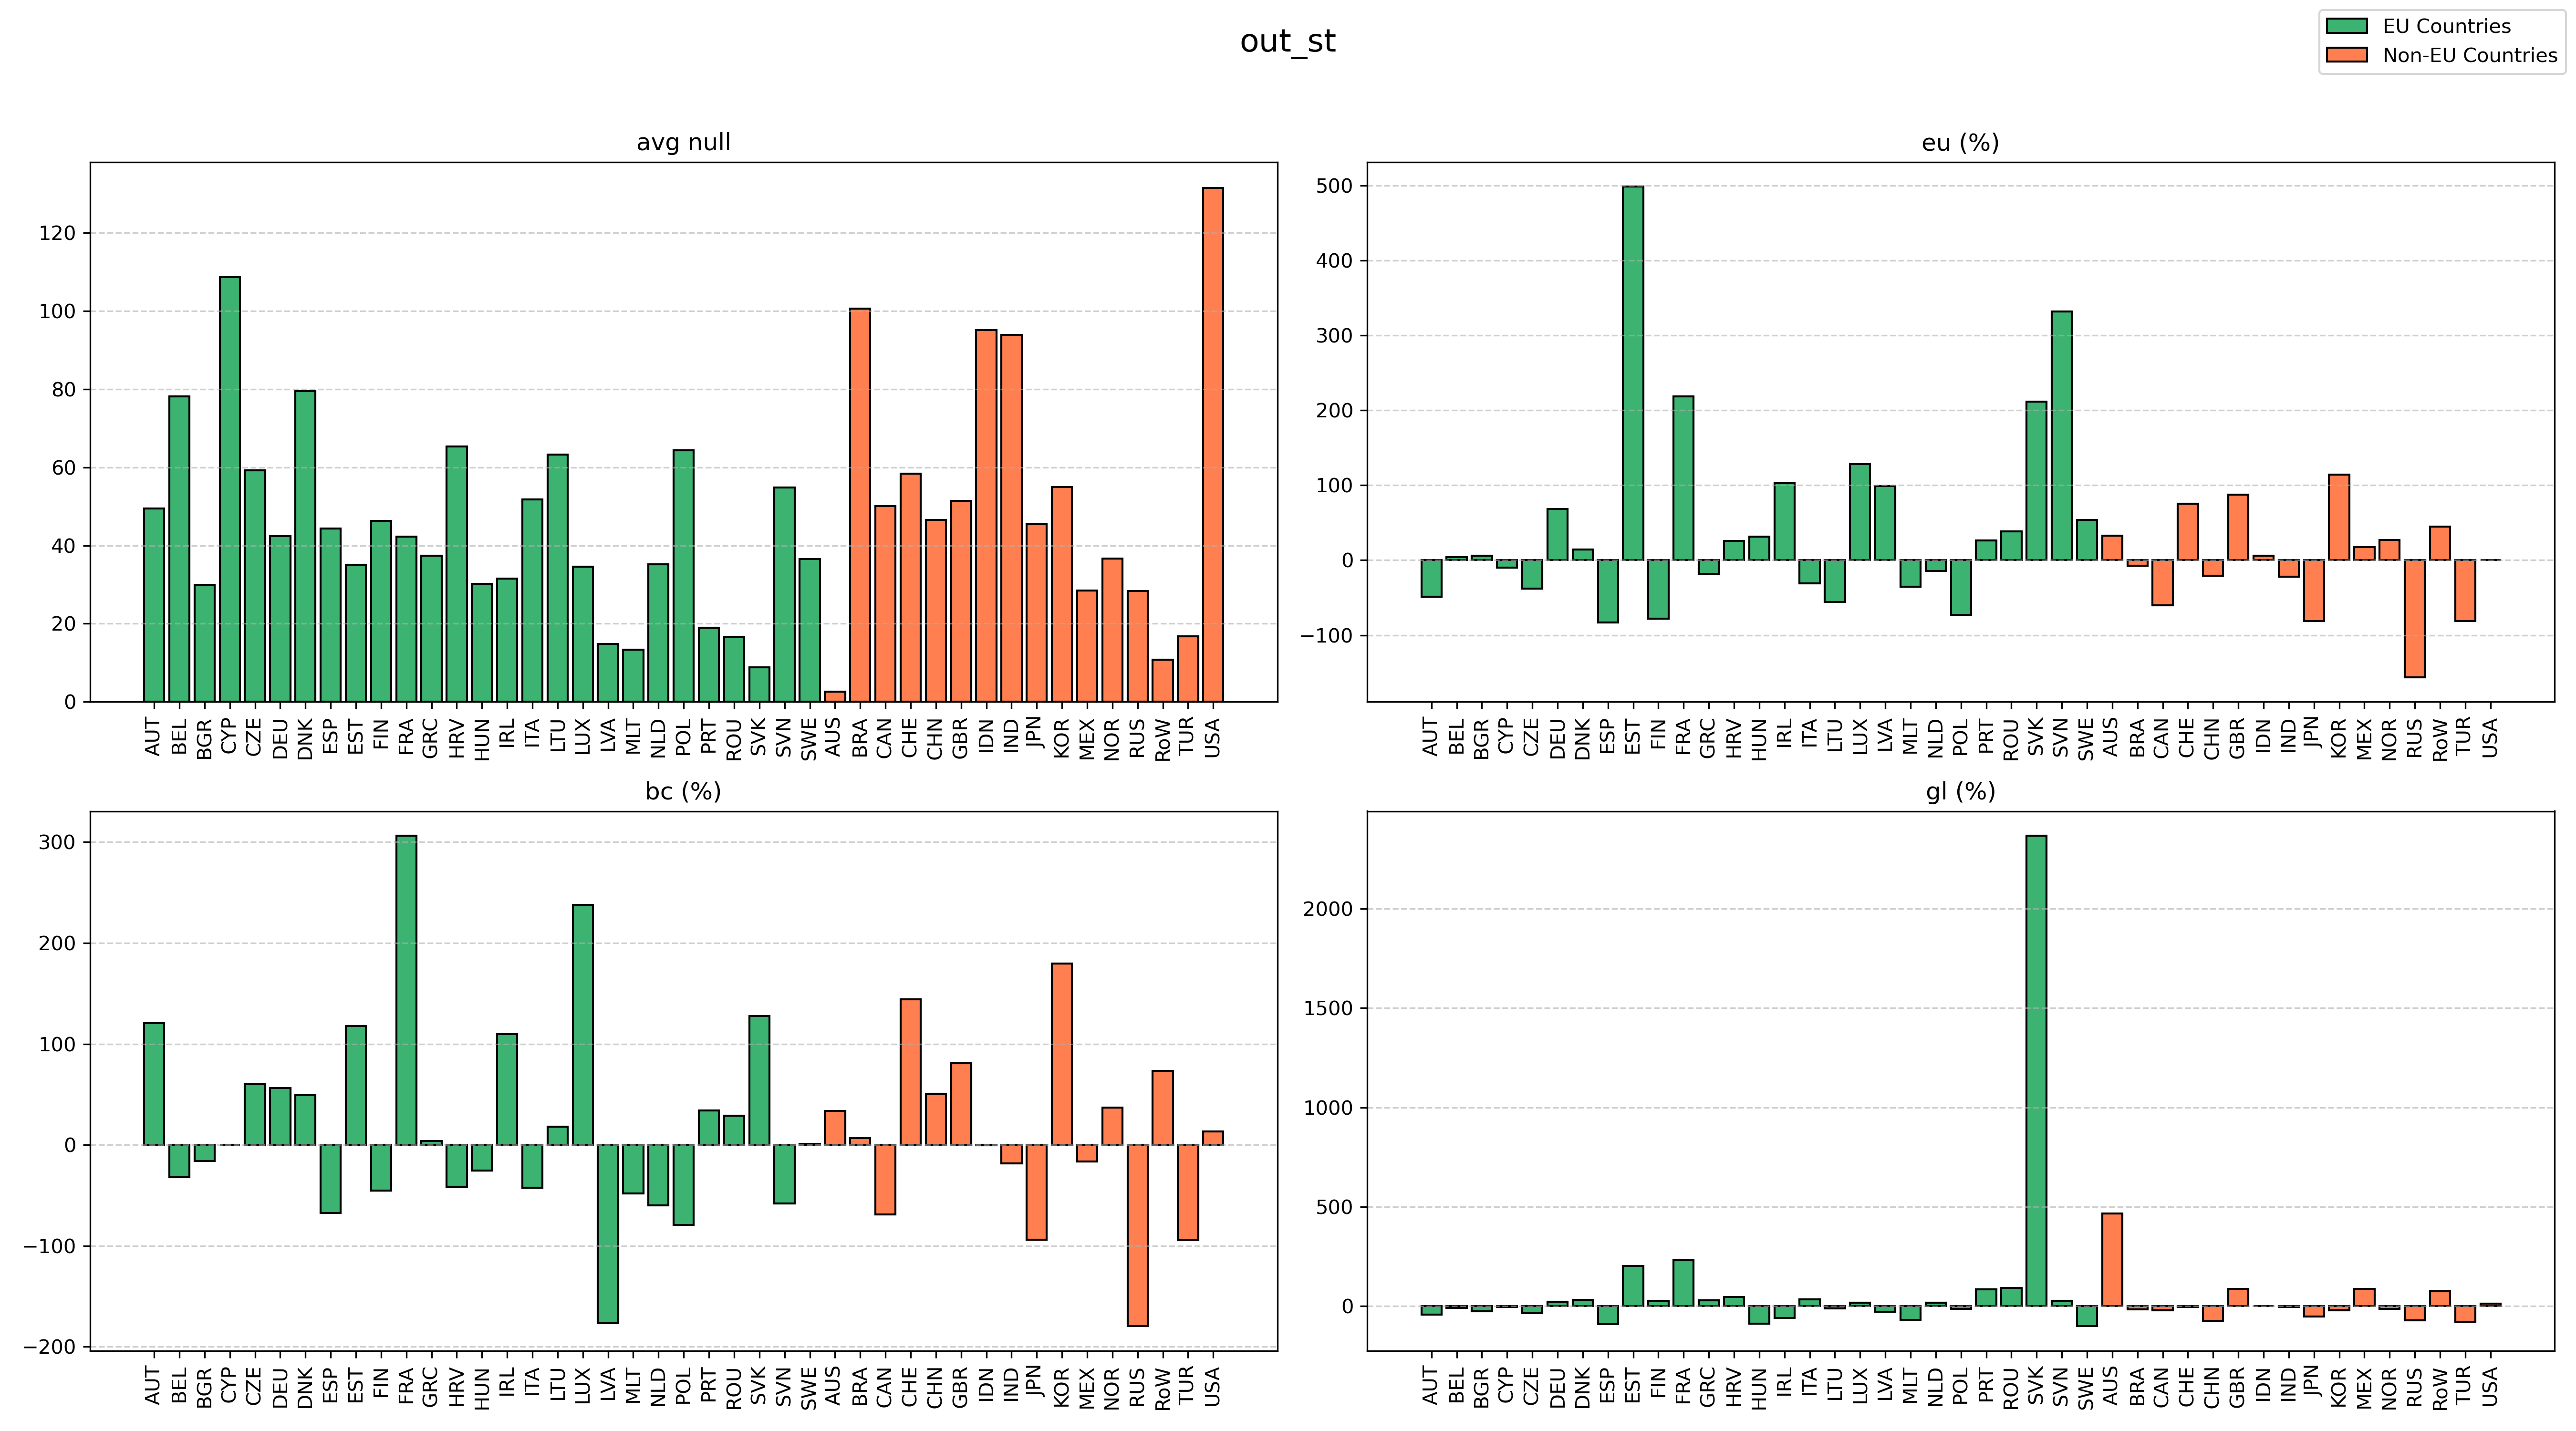 out_st
EU Countries
Non-EU Countries
avg null
120
100
80
60
40
20
0
AUT BEL BGR CYP CZE DEU DNK ESP EST FIN FRA GRC HRV HUN IRL ITA LTU LUX LVA MLT NLD POL PRT ROU SVK SVN SWE AUS BRA CAN CHE CHN GBR IDN IND JPN KOR MEX NOR RUS RoW TUR USA
eu (%)
500
400
300
200
100
0
−100
AUT BEL BGR CYP CZE DEU DNK ESP EST FIN FRA GRC HRV HUN IRL ITA LTU LUX LVA MLT NLD POL PRT ROU SVK SVN SWE AUS BRA CAN CHE CHN GBR IDN IND JPN KOR MEX NOR RUS RoW TUR USA
bc (%)
300
200
100
0
−100
−200
AUT BEL BGR CYP CZE DEU DNK ESP EST FIN FRA GRC HRV HUN IRL ITA LTU LUX LVA MLT NLD POL PRT ROU SVK SVN SWE AUS BRA CAN CHE CHN GBR IDN IND JPN KOR MEX NOR RUS RoW TUR USA
gl (%)
2000
1500
1000
500
0
AUT BEL BGR CYP CZE DEU DNK ESP EST FIN FRA GRC HRV HUN IRL ITA LTU LUX LVA MLT NLD POL PRT ROU SVK SVN SWE AUS BRA CAN CHE CHN GBR IDN IND JPN KOR MEX NOR RUS RoW TUR USA